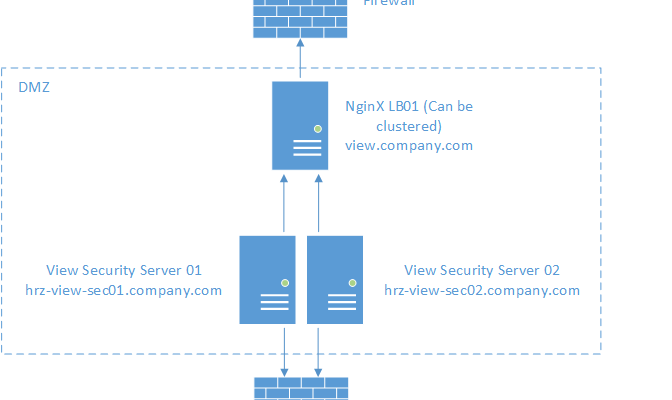 Firewall
DMZ
NginX LB01 (Can be
clustered)
view.company.com
View Security Server 01
hrz-view-sec01.company.com
View Security Server 02
hrz-view-sec02.company.com